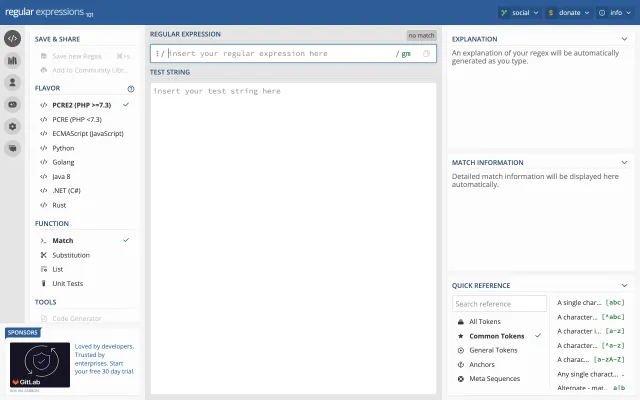 regular expressions 101
social
donate
info
SAVE & SHARE
Save new Regex ⌘+s
Add to Community Libr...
FLAVOR
PCRE2 (PHP >=7.3)
PCRE (PHP <7.3)
ECMAScript (JavaScript)
Python
Golang
Java 8
.NET (C#)
Rust
FUNCTION
Match
Substitution
List
Unit Tests
TOOLS
Code Generator
SPONSORS
GitLab
Loved by developers.
Trusted by
enterprises. Start
your free 30 day trial.
REGULAR EXPRESSION
no match
/ insert your regular expression here / gm
TEST STRING
insert your test string here
EXPLANATION
An explanation of your regex will be automatically
generated as you type.
MATCH INFORMATION
Detailed match information will be displayed here
automatically.
QUICK REFERENCE
Search reference
All Tokens
Common Tokens
General Tokens
Anchors
Meta Sequences
A single char... [abc]
A character... [^abc]
A character i... [a-z]
A character... [^a-z]
A charac... [a-zA-Z]
Any single charact... .
Alternate - mat... a|b